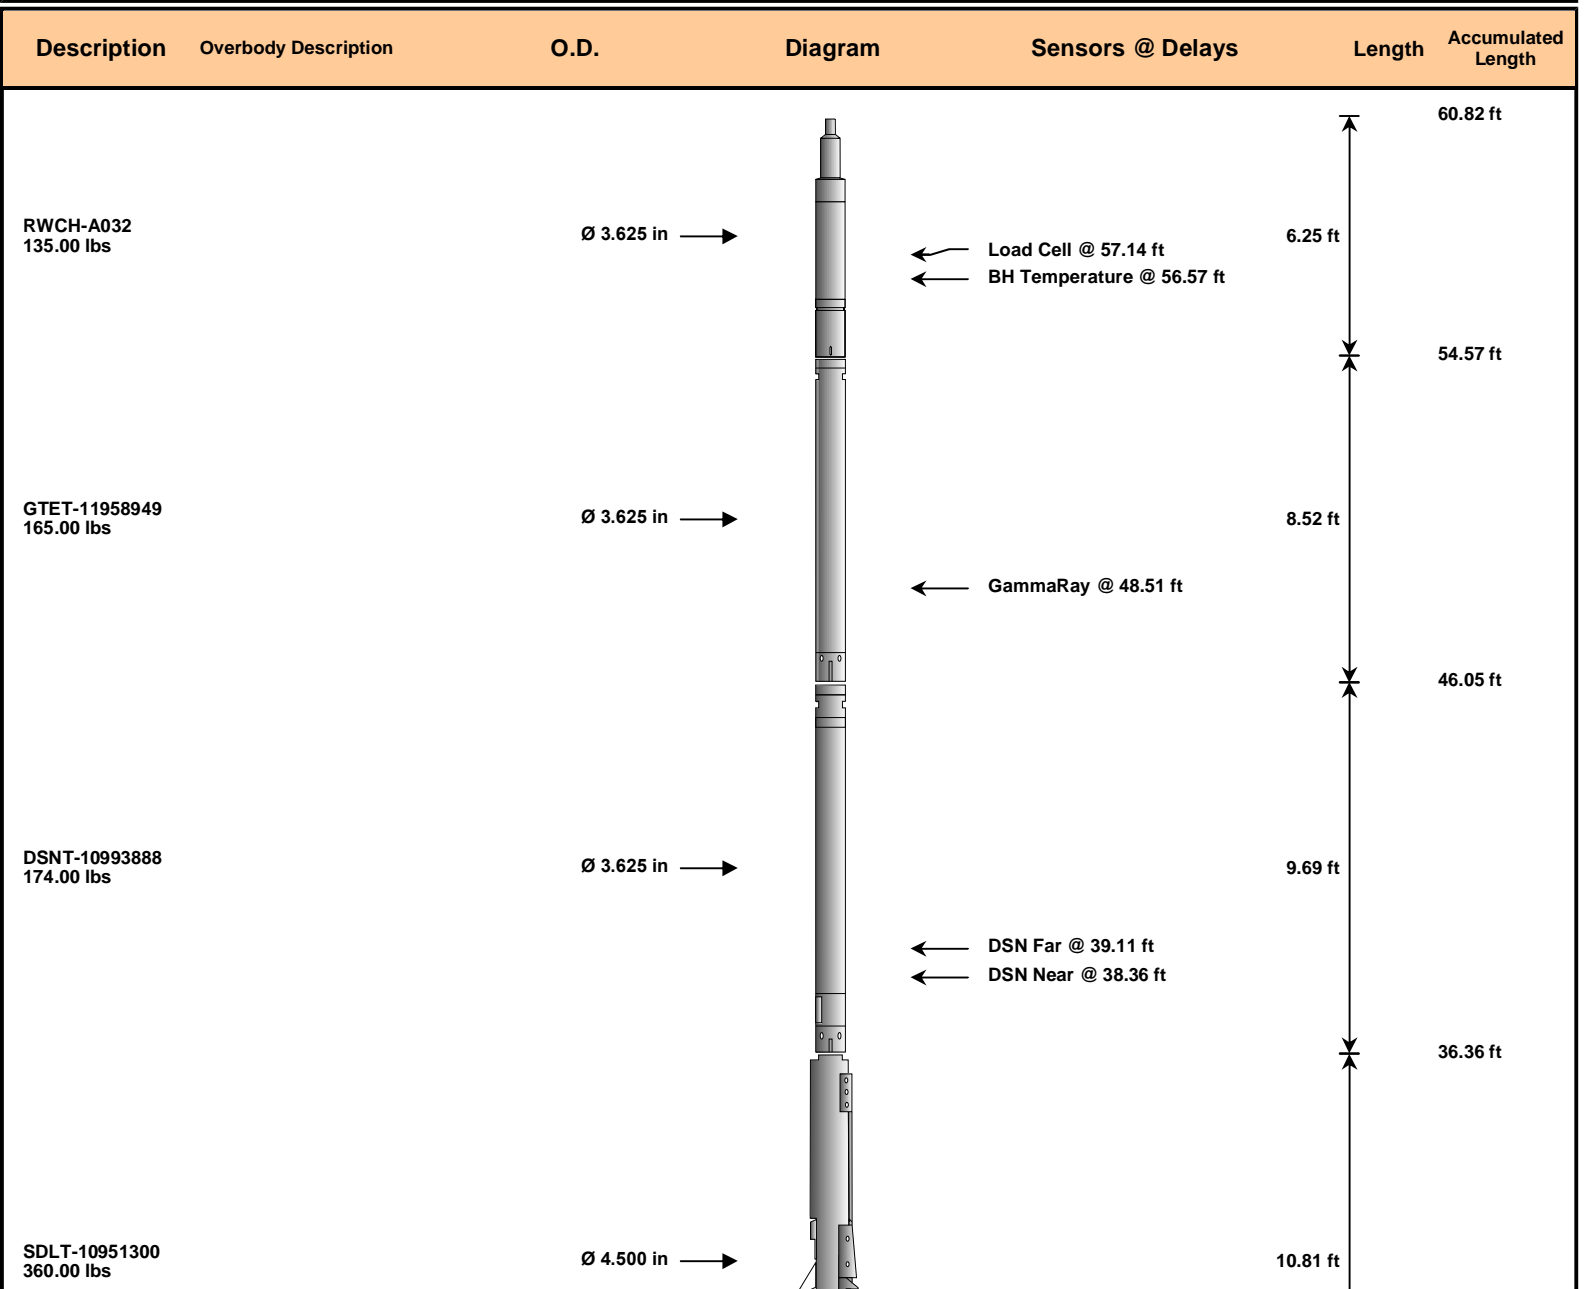 Description Overbody Description O.D. Diagram Sensors @ Delays Length Accumulated Length
60.82 ft
RWCH-A032
135.00 lbs
Ø 3.625 in
Load Cell @ 57.14 ft
BH Temperature @ 56.57 ft
6.25 ft
54.57 ft
GTET-11958949
165.00 lbs
Ø 3.625 in
8.52 ft
GammaRay @ 48.51 ft
46.05 ft
DSNT-10993888
174.00 lbs
Ø 3.625 in
9.69 ft
DSN Far @ 39.11 ft
DSN Near @ 38.36 ft
36.36 ft
SDLT-10951300
360.00 lbs
Ø 4.500 in
10.81 ft